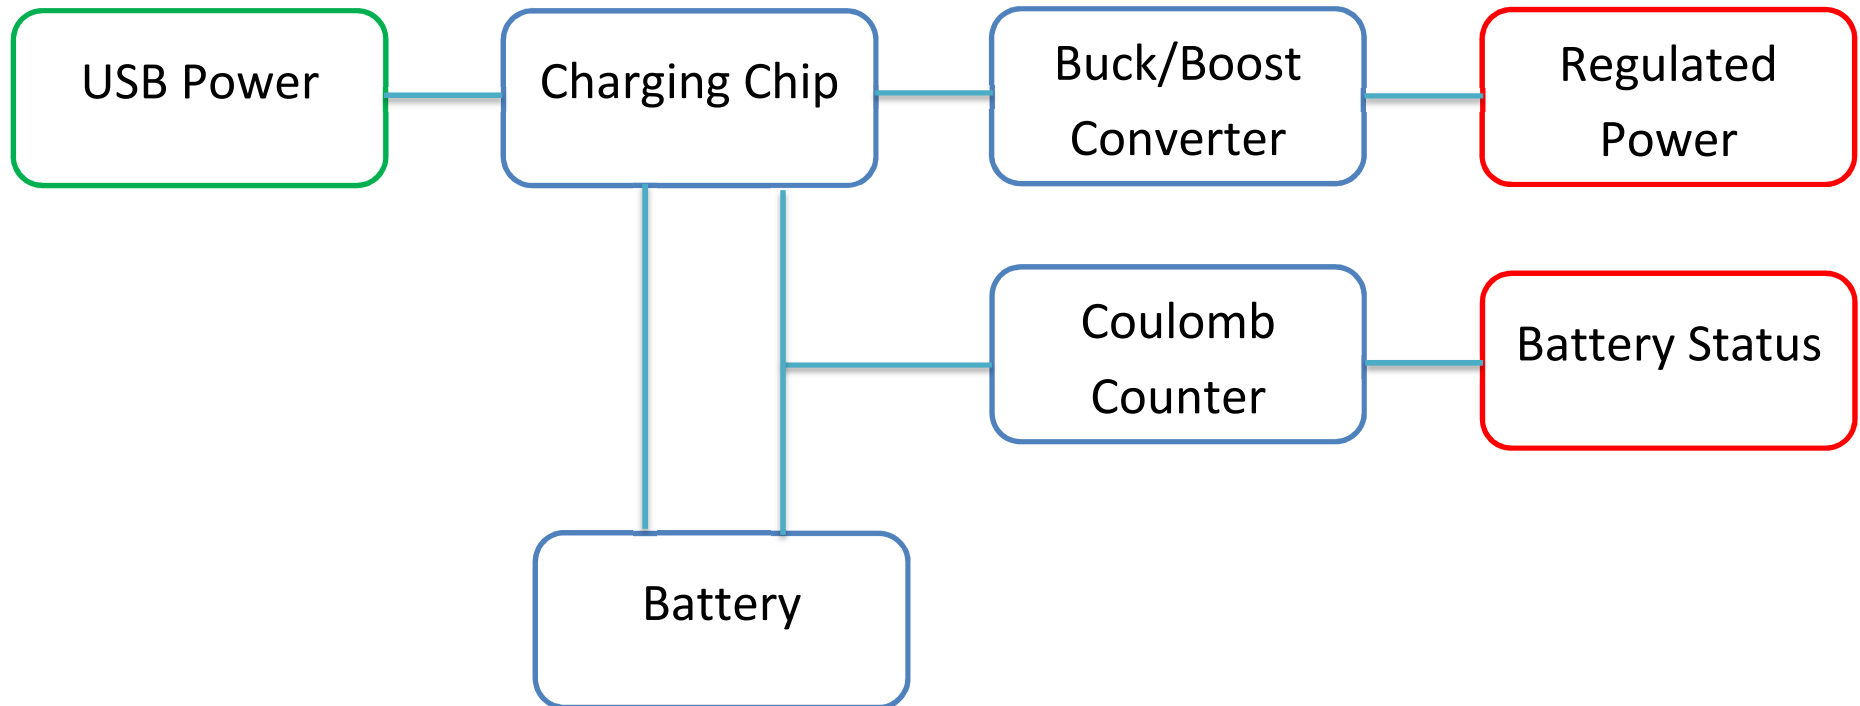 USB Power
Charging Chip
Buck/Boost
Converter
Regulated
Power
Coulomb
Counter
Battery Status
Battery